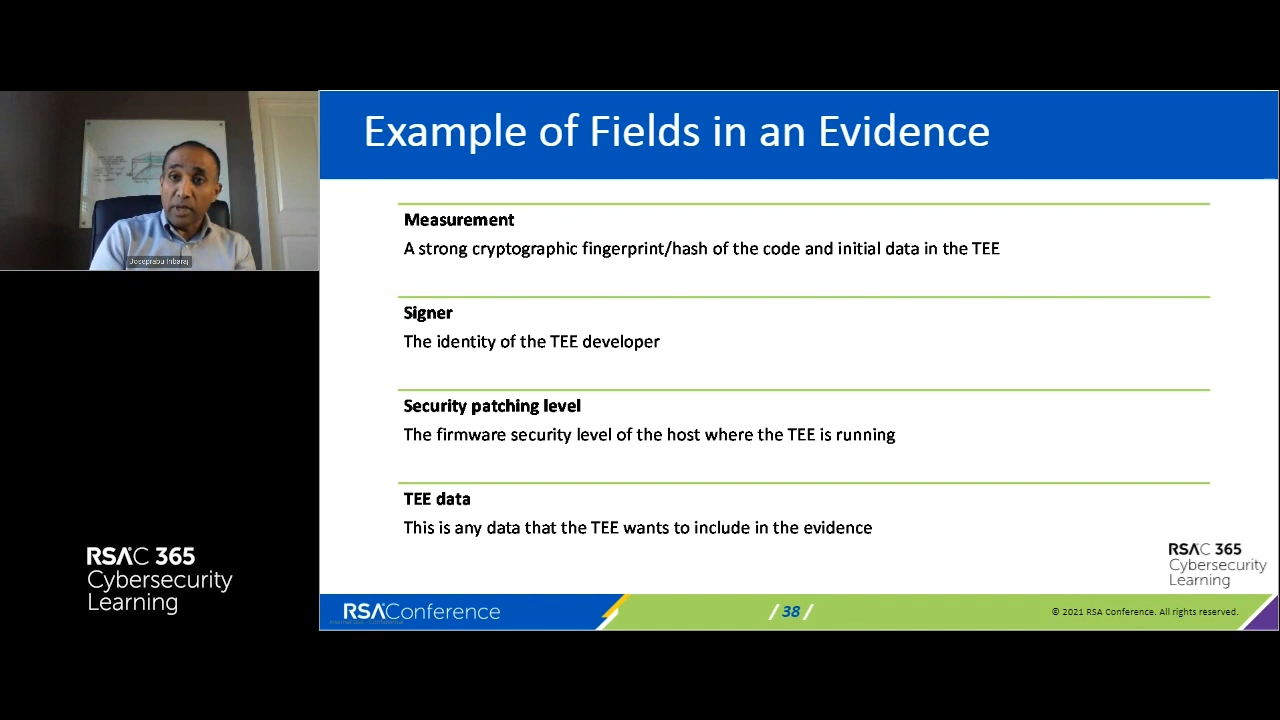 Example of Fields in an Evidence
Measurement
A strong cryptographic fingerprint/hash of the code and initial data in the TEE
Signer
The identity of the TEE developer
Security patching level
The firmware security level of the host where the TEE is running
TEE data
This is any data that the TEE wants to include in the evidence
Joseprabu Inbaraj
RSAC 365
Cybersecurity
Learning
RSAC 365
Cybersecurity
Learning
RSAConference
Internal Use - Confidential
/ 38 /
© 2021 RSA Conference. All rights reserved.